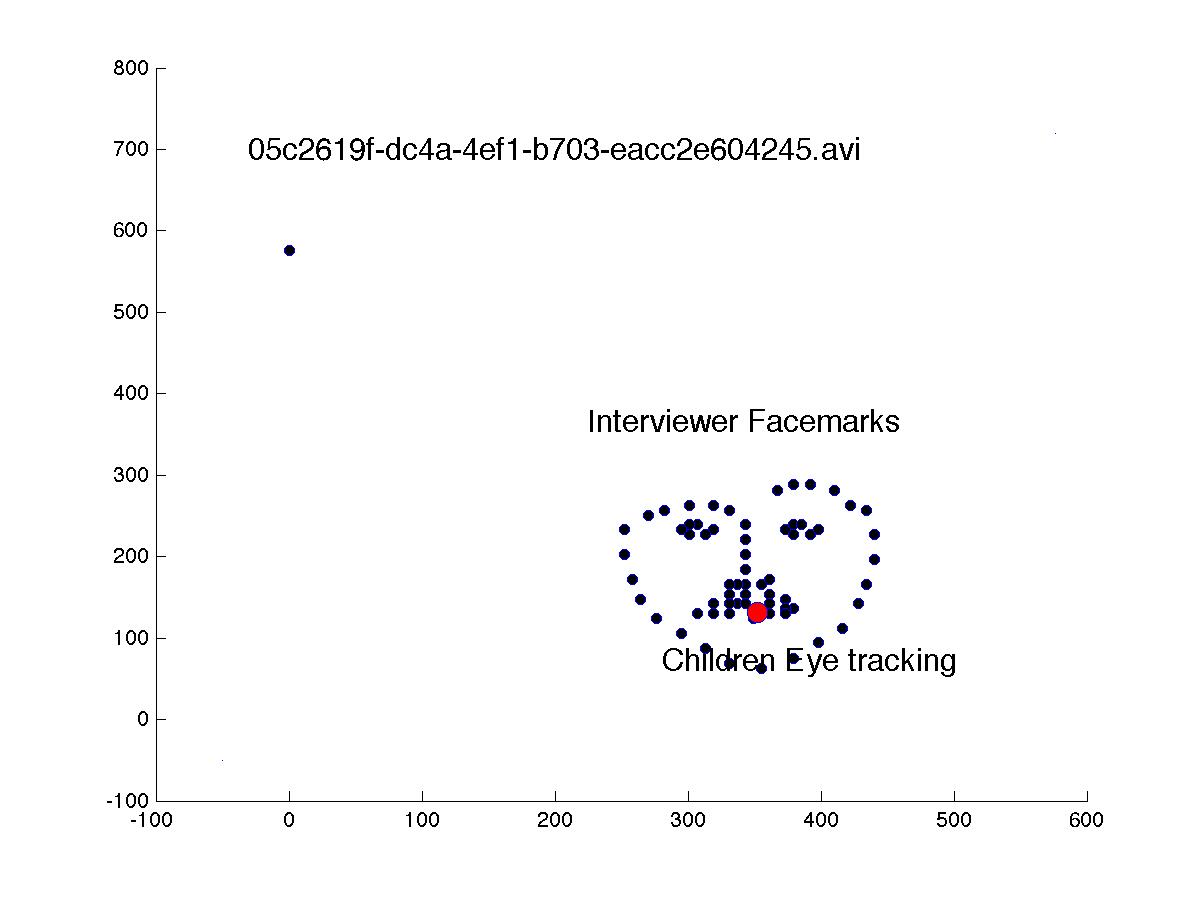 800
700
05c2619f-dc4a-4ef1-b703-eacc2e604245.avi
600
500
400
Interviewer Facemarks
300
200
100
Children Eye tracking
0
-100
-100 0 100 200 300 400 500 600